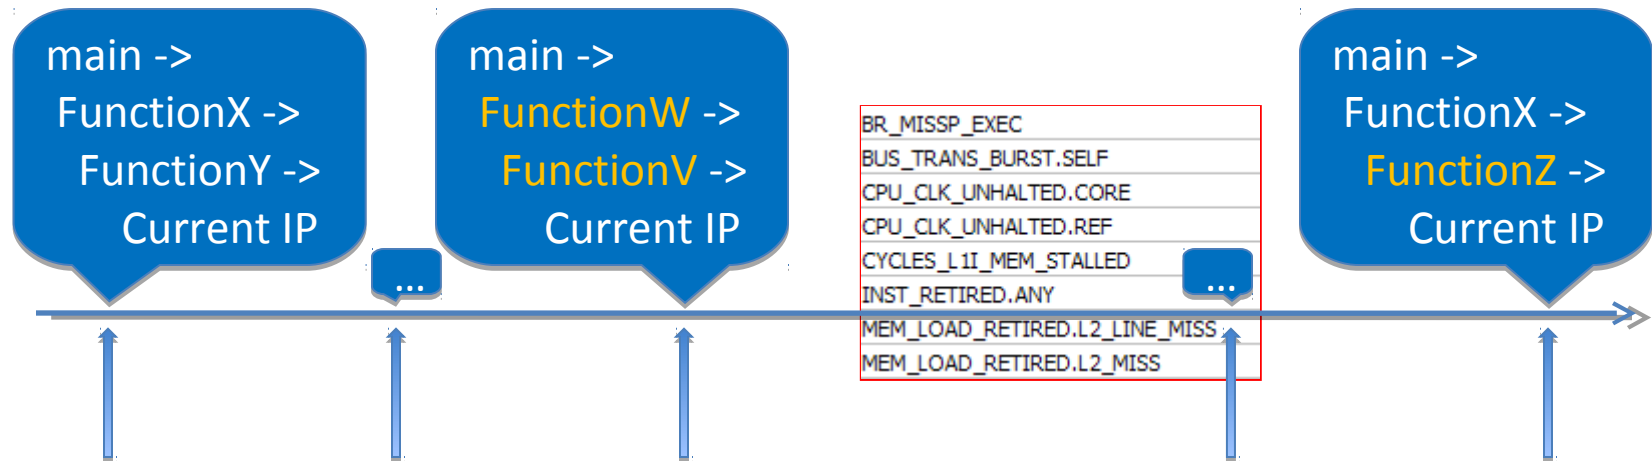 main ->
FunctionX ->
FunctionY ->
Current IP
...
main ->
FunctionW ->
FunctionV ->
Current IP
BR_MISSP_EXEC
BUS_TRANS_BURST.SELF
CPU_CLK_UNHALTED.CORE
CPU_CLK_UNHALTED.REF
CYCLES_L1I_MEM_STALLED
INST_RETIRED.ANY
MEM_LOAD_RETIRED.L2_LINE_MISS
MEM_LOAD_RETIRED.L2_MISS
...
main ->
FunctionX ->
FunctionZ ->
Current IP